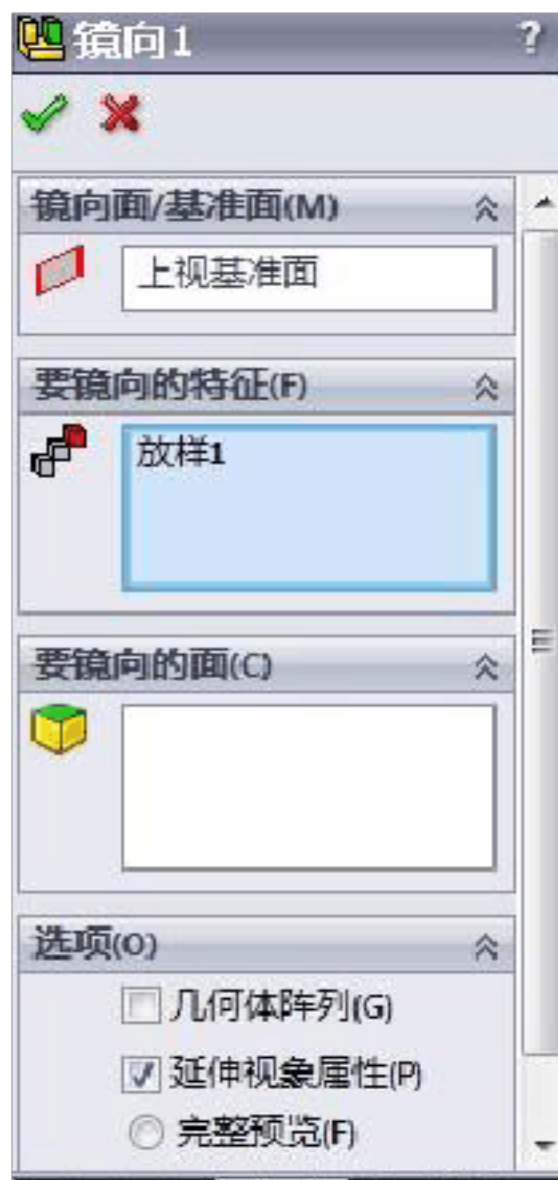 镜向1 ?
镜向面/基准面(M)
上视基准面
要镜向的特征(F)
放样1
要镜向的面(C)
选项(O)
几何体阵列(G)
延伸视象属性(P)
完整预览(F)